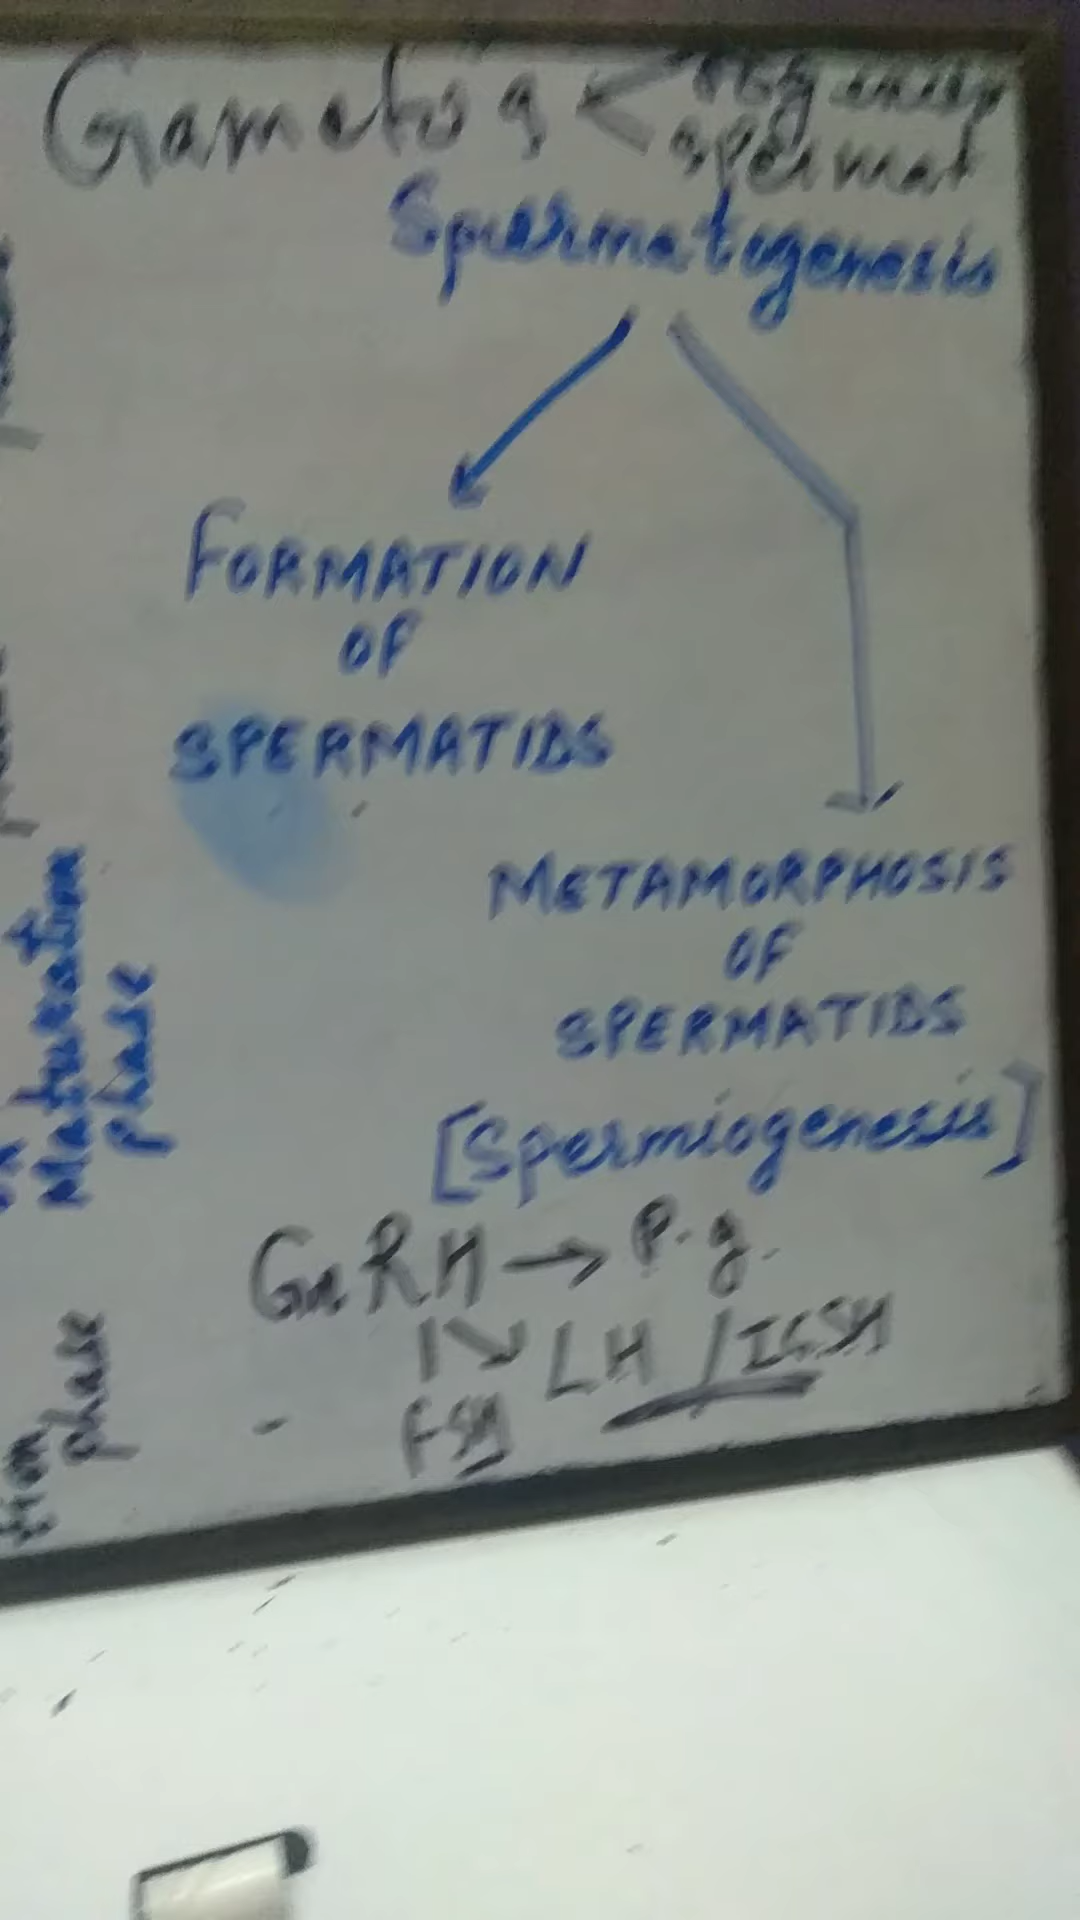 Spermatogenesis
FORMATION
OF
SPERMATIDS
METAMORPHOSIS
OF
SPERMATIDS
[Spermiogenesis]
GnRH → P.g.
FSH LH / ICSH
Maturation
phase
phase